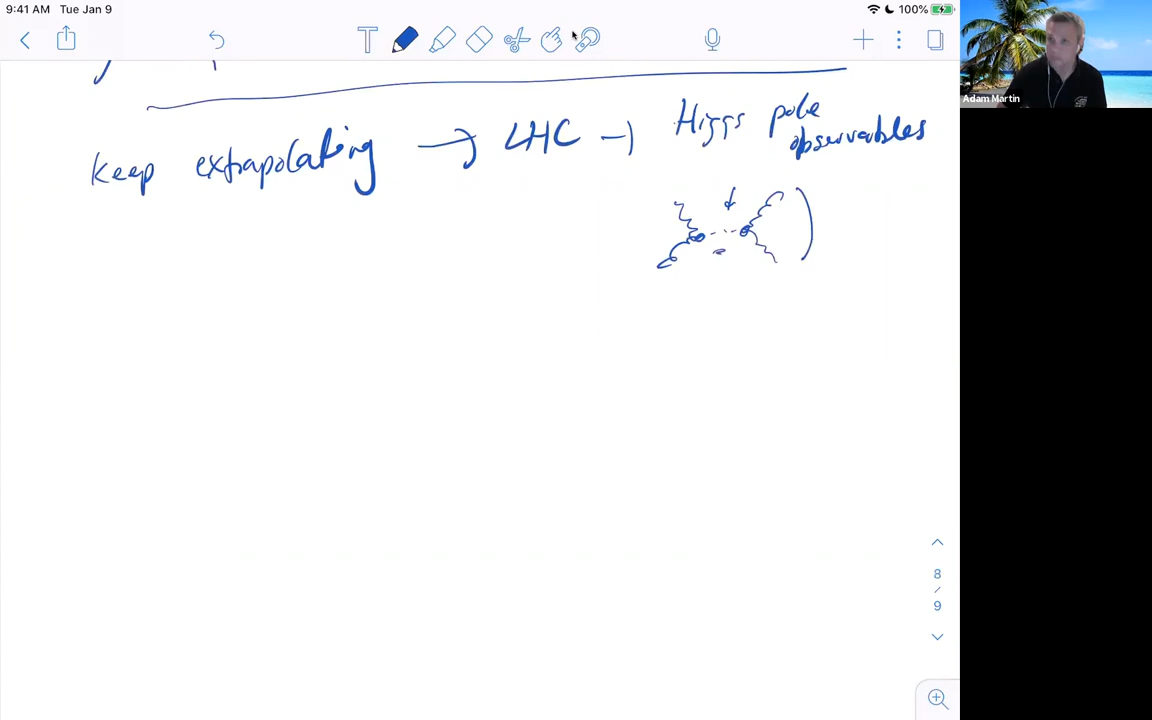 9:41 AM Tue Jan 9
100%
Adam Martin
T
keep extrapolating → LHC → Higgs pole
observables
8
/
9